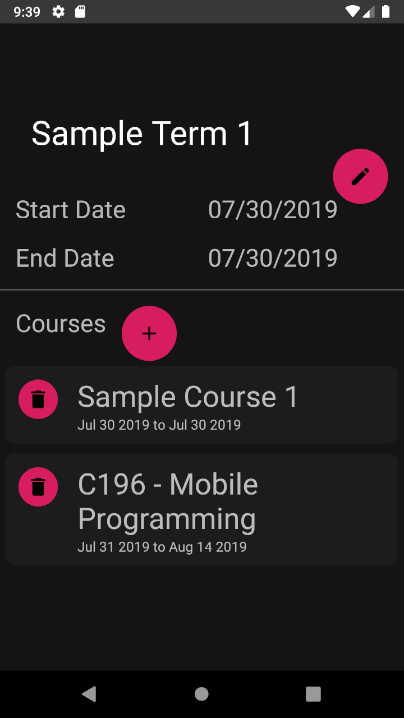 9:39
Sample Term 1
Start Date 07/30/2019
End Date 07/30/2019
Courses
Sample Course 1
Jul 30 2019 to Jul 30 2019
C196 - Mobile
Programming
Jul 31 2019 to Aug 14 2019